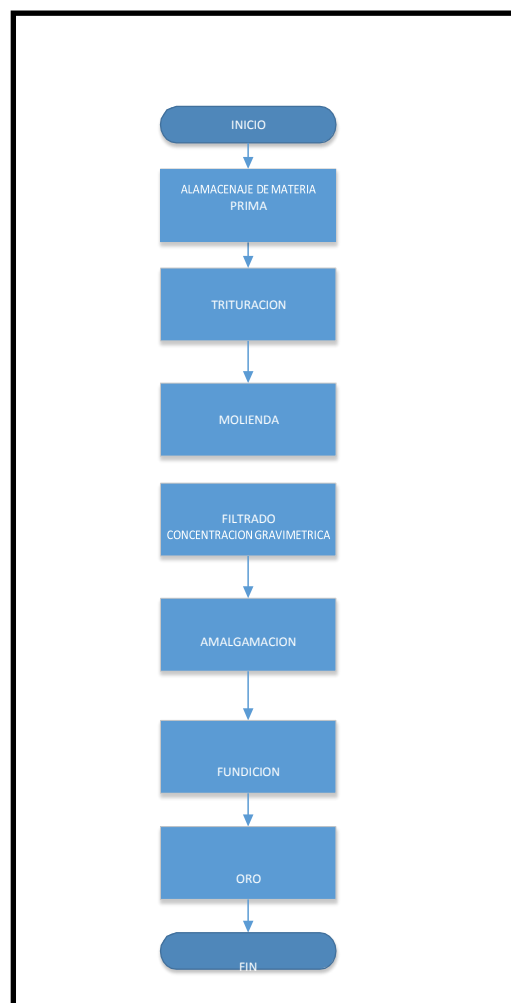 INICIO
ALAMACENAJE DE MATERIA
PRIMA
TRITURACION
MOLIENDA
FILTRADO
CONCENTRACION GRAVIMETRICA
AMALGAMACION
FUNDICION
ORO
FIN